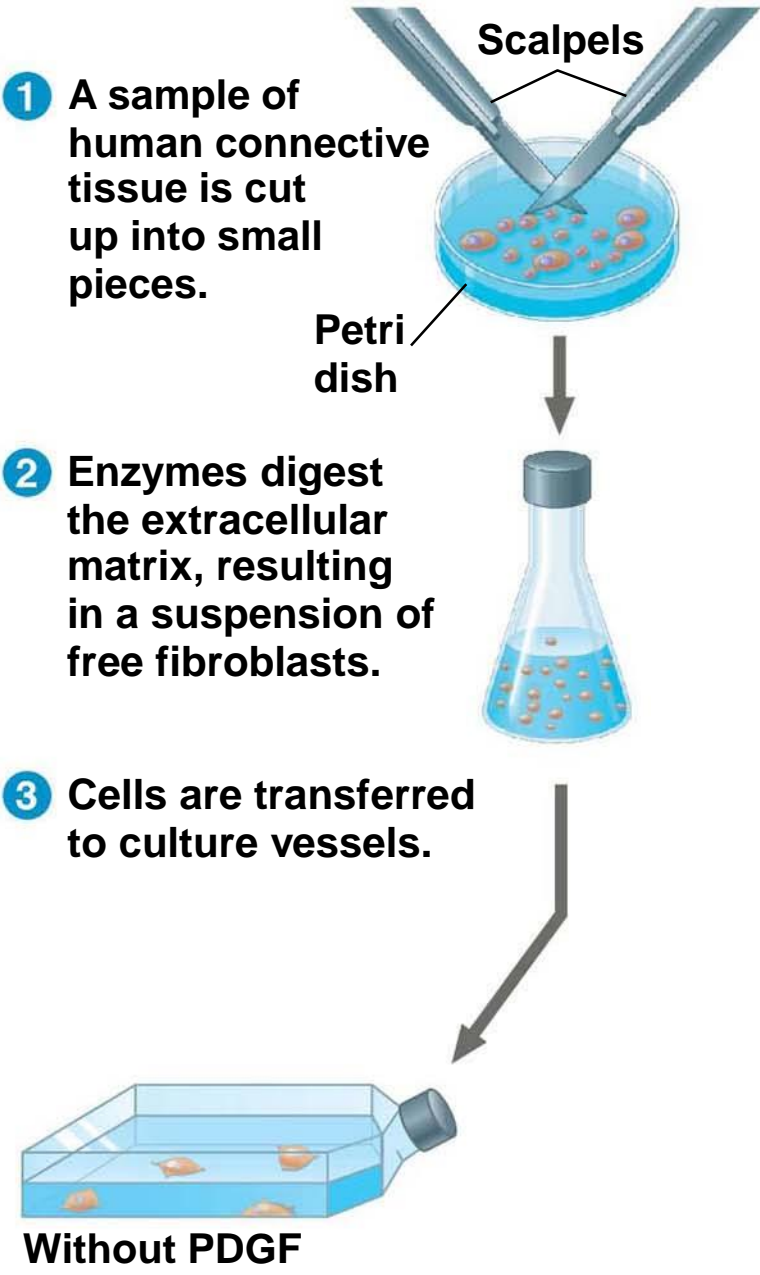 Scalpels
1 A sample of
human connective
tissue is cut
up into small
pieces.
Petri
dish
2 Enzymes digest
the extracellular
matrix, resulting
in a suspension of
free fibroblasts.
3 Cells are transferred
to culture vessels.
Without PDGF